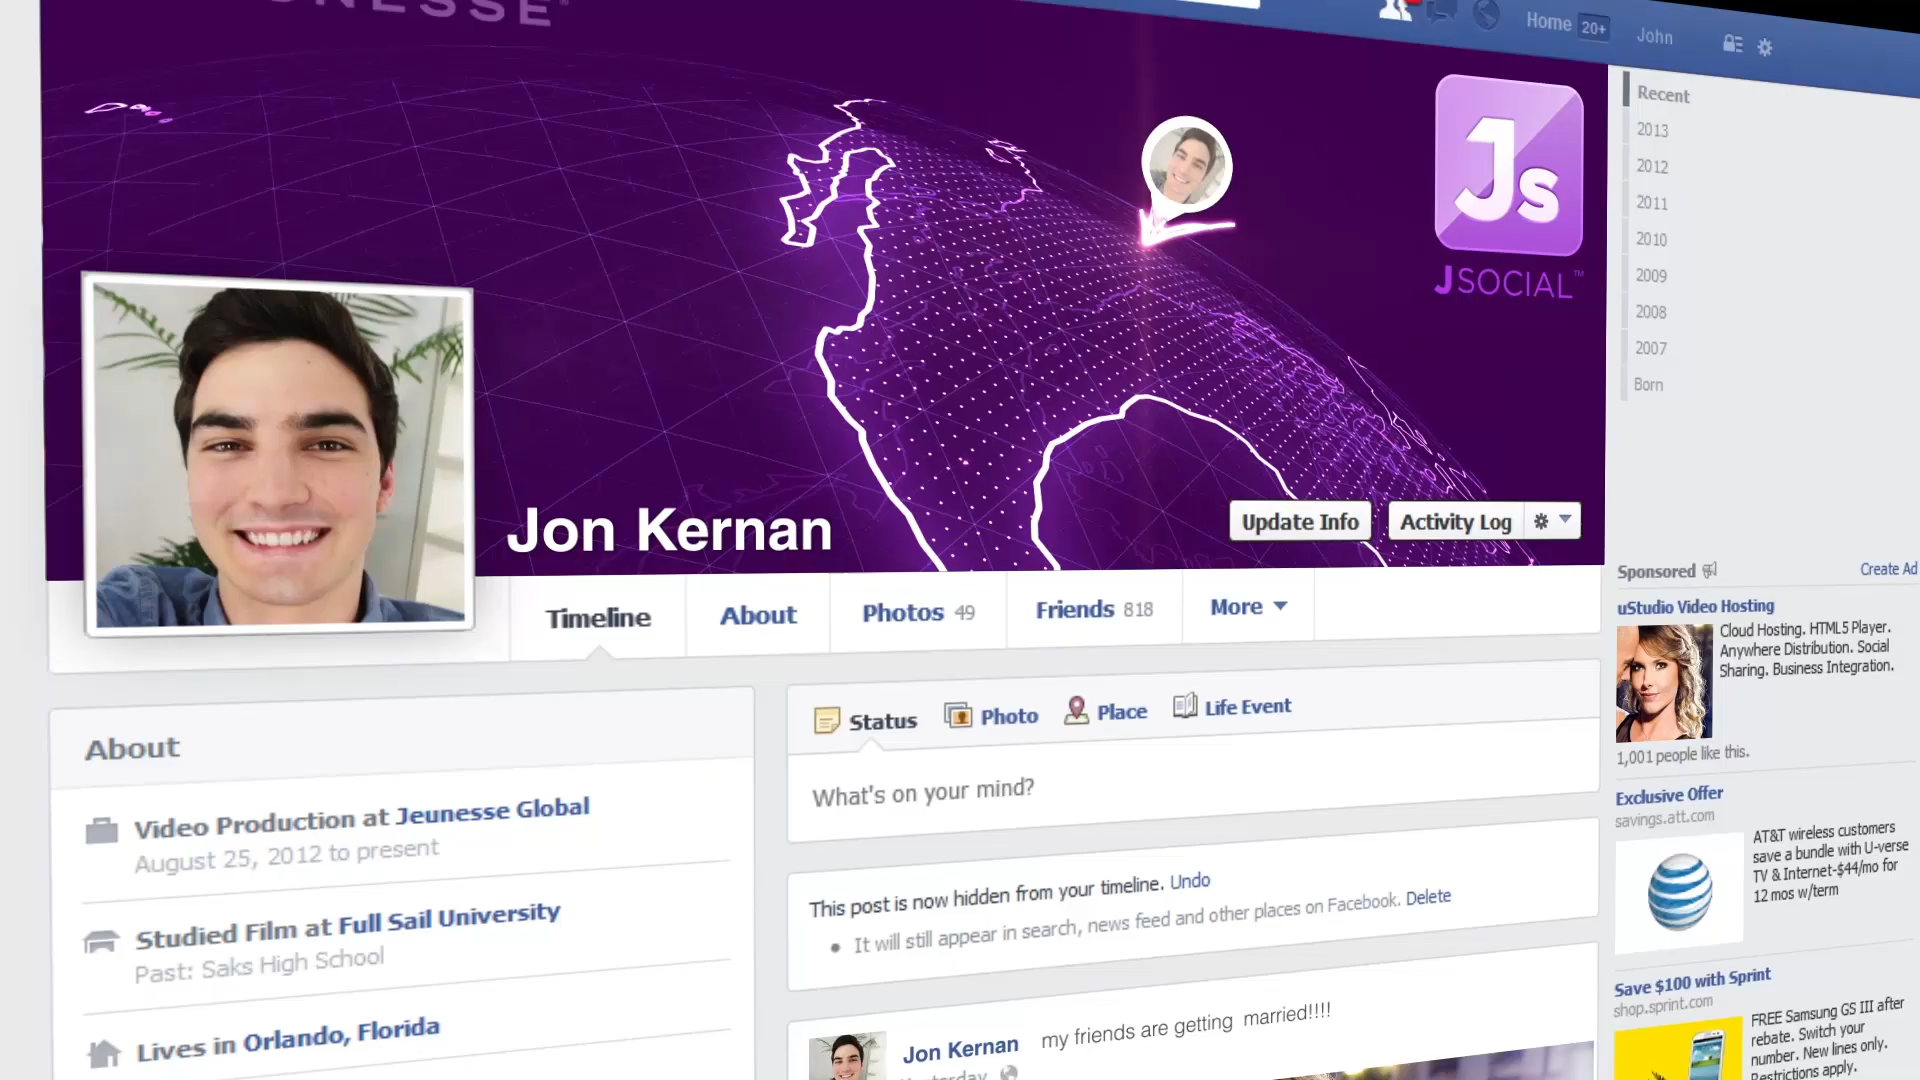 NESSE
Home 20+
John
Js
JSOCIAL™
Recent
2013
2012
2011
2010
2009
2008
2007
Born
Jon Kernan
Update Info
Activity Log
Timeline
About
Photos 49
Friends 818
More
About
Video Production at Jeunesse Global
August 25, 2012 to present
Studied Film at Full Sail University
Past: Saks High School
Lives in Orlando, Florida
Status
Photo
Place
Life Event
What's on your mind?
This post is now hidden from your timeline. Undo
• It will still appear in search, news feed and other places on Facebook. Delete
Jon Kernan
my friends are getting married!!!!
Yesterday
Sponsored
Create Ad
uStudio Video Hosting
Cloud Hosting. HTML5 Player.
Anywhere Distribution. Social
Sharing. Business Integration.
1,001 people like this.
Exclusive Offer
savings.att.com
AT&T wireless customers
save a bundle with U-verse
TV & Internet-$44/mo for
12 mos w/term
Save $100 with Sprint
shop.sprint.com
FREE Samsung GS III after
rebate. Switch your
number. New lines only.
Restrictions apply.